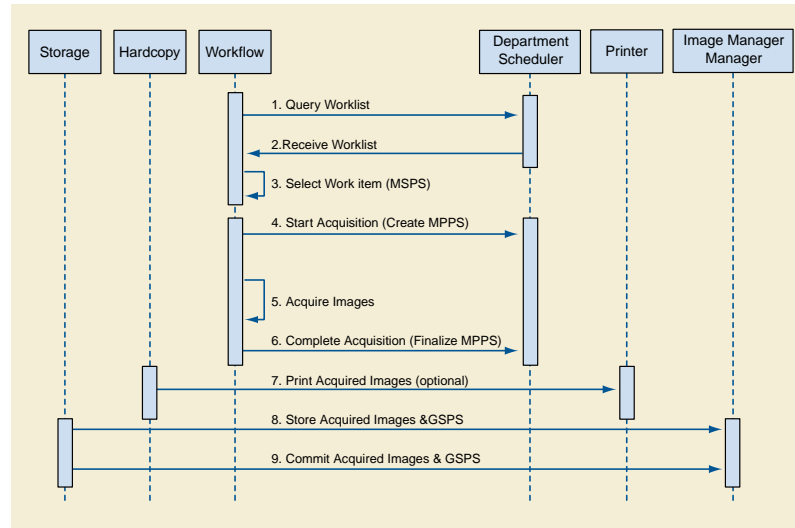 Storage
Hardcopy
Workflow
Department
Scheduler
Printer
Image Manager
Manager
1. Query Worklist
2.Receive Worklist
3. Select Work item (MSPS)
4. Start Acquisition (Create MPPS)
5. Acquire Images
6. Complete Acquisition (Finalize MPPS)
7. Print Acquired Images (optional)
8. Store Acquired Images &GSPS
9. Commit Acquired Images & GSPS